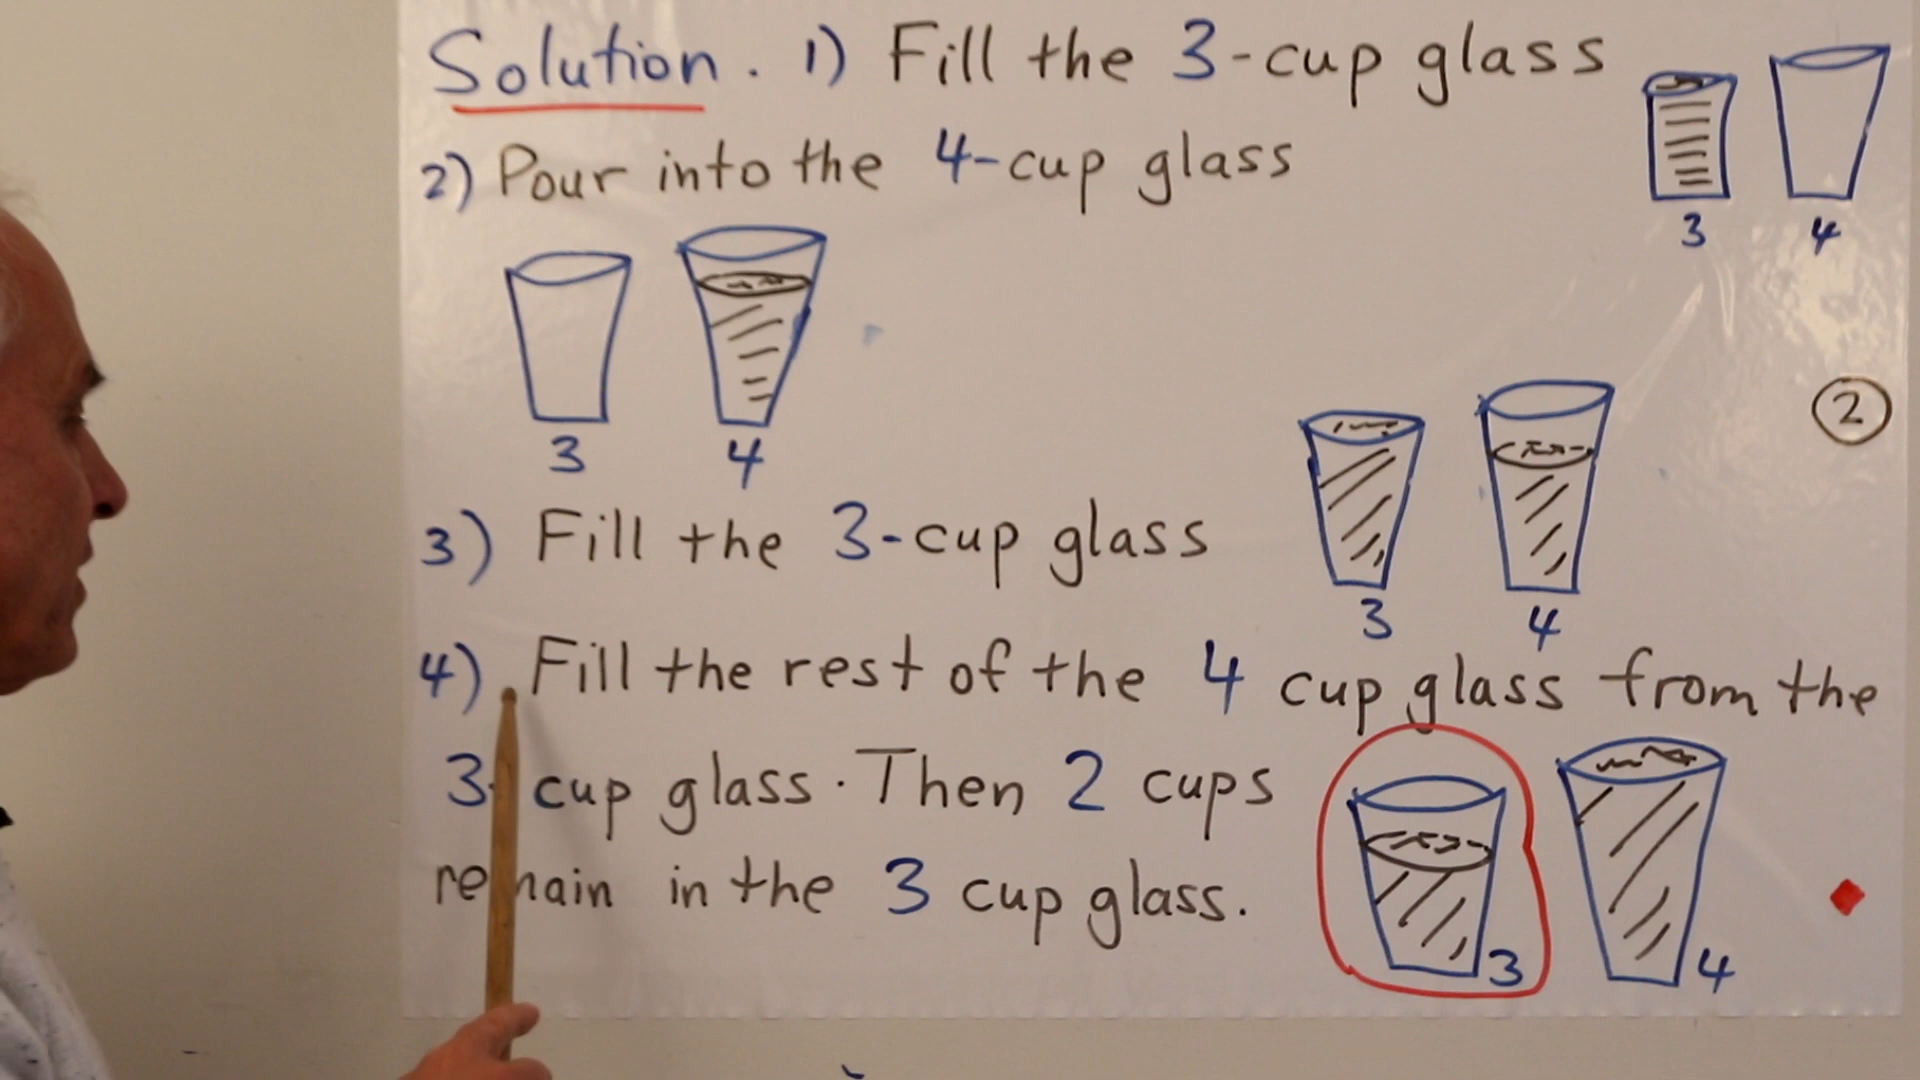 Solution. 1) Fill the 3-cup glass
3 4
2) Pour into the 4-cup glass
3 4
2
3) Fill the 3-cup glass
3 4
4) Fill the rest of the 4 cup glass from the
3- cup glass. Then 2 cups
remain in the 3 cup glass.
3 4